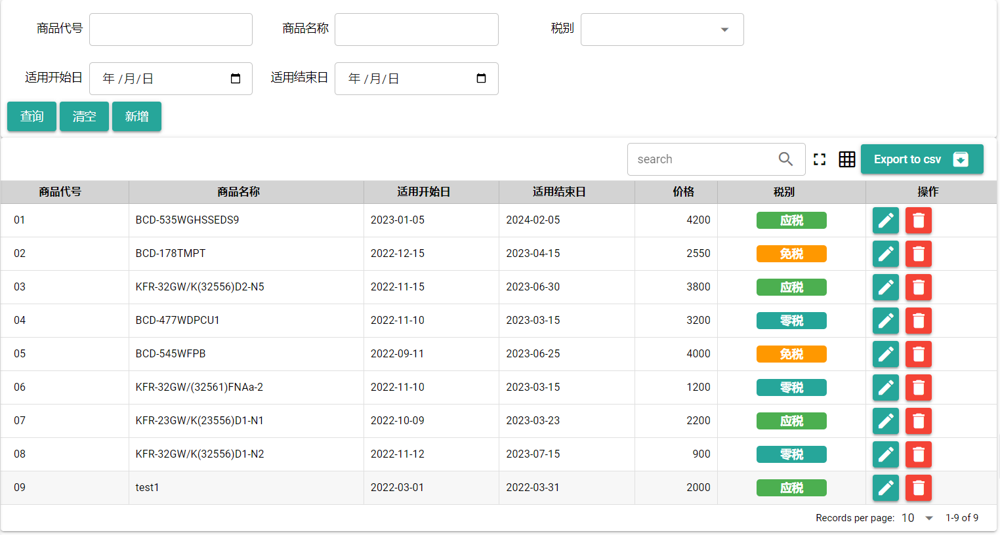 商品代号 商品名称 税别
适用开始日 年 /月/日 适用结束日 年 /月/日
查询 清空 新增
search Export to csv
商品代号 商品名称 适用开始日 适用结束日 价格 税别 操作
01 BCD-535WGHSSEDS9 2023-01-05 2024-02-05 4200 应税
02 BCD-178TMPT 2022-12-15 2023-04-15 2550 免税
03 KFR-32GW/K(32556)D2-N5 2022-11-15 2023-06-30 3800 应税
04 BCD-477WDPCU1 2022-11-10 2023-03-15 3200 零税
05 BCD-545WFPB 2022-09-11 2023-06-25 4000 免税
06 KFR-32GW/(32561)FNAa-2 2022-11-10 2023-03-15 1200 零税
07 KFR-23GW/K(23556)D1-N1 2022-10-09 2023-03-23 2200 应税
08 KFR-32GW/K(32556)D1-N2 2022-11-12 2023-07-15 900 零税
09 test1 2022-03-01 2022-03-31 2000 应税
Records per page: 10 1-9 of 9